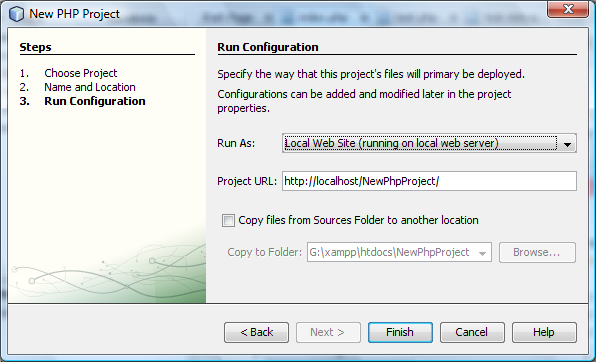 New PHP Project
Steps
1. Choose Project
2. Name and Location
3. Run Configuration
Run Configuration
Specify the way that this project's files will primary be deployed.
Configurations can be added and modified later in the project
properties.
Run As: Local Web Site (running on local web server)
Project URL: http://localhost/NewPhpProject/
Copy files from Sources Folder to another location
Copy to Folder: G:\xampp\htdocs\NewPhpProject Browse...
< Back Next > Finish Cancel Help